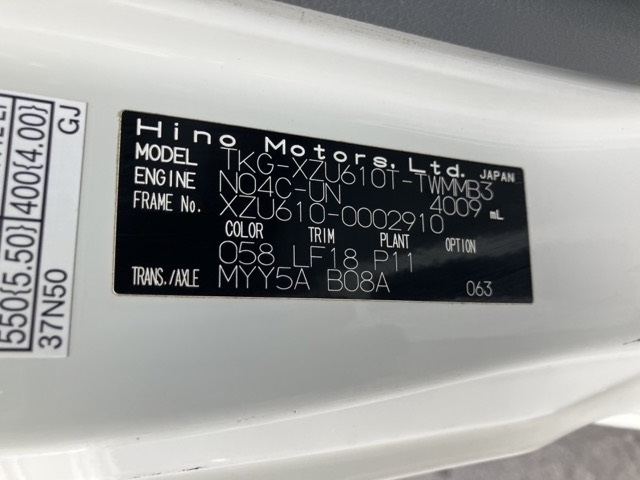 Hino Motors, Ltd. JAPAN
MODEL TKG-XZU610T-TWMMB3
ENGINE N04C-UN 4009 mL
FRAME No. XZU610-0002910
COLOR TRIM PLANT OPTION
058 LF18 P11
TRANS./AXLE MYY5A B08A 063
550{5.50} 400{4.00}
37N50 GJ